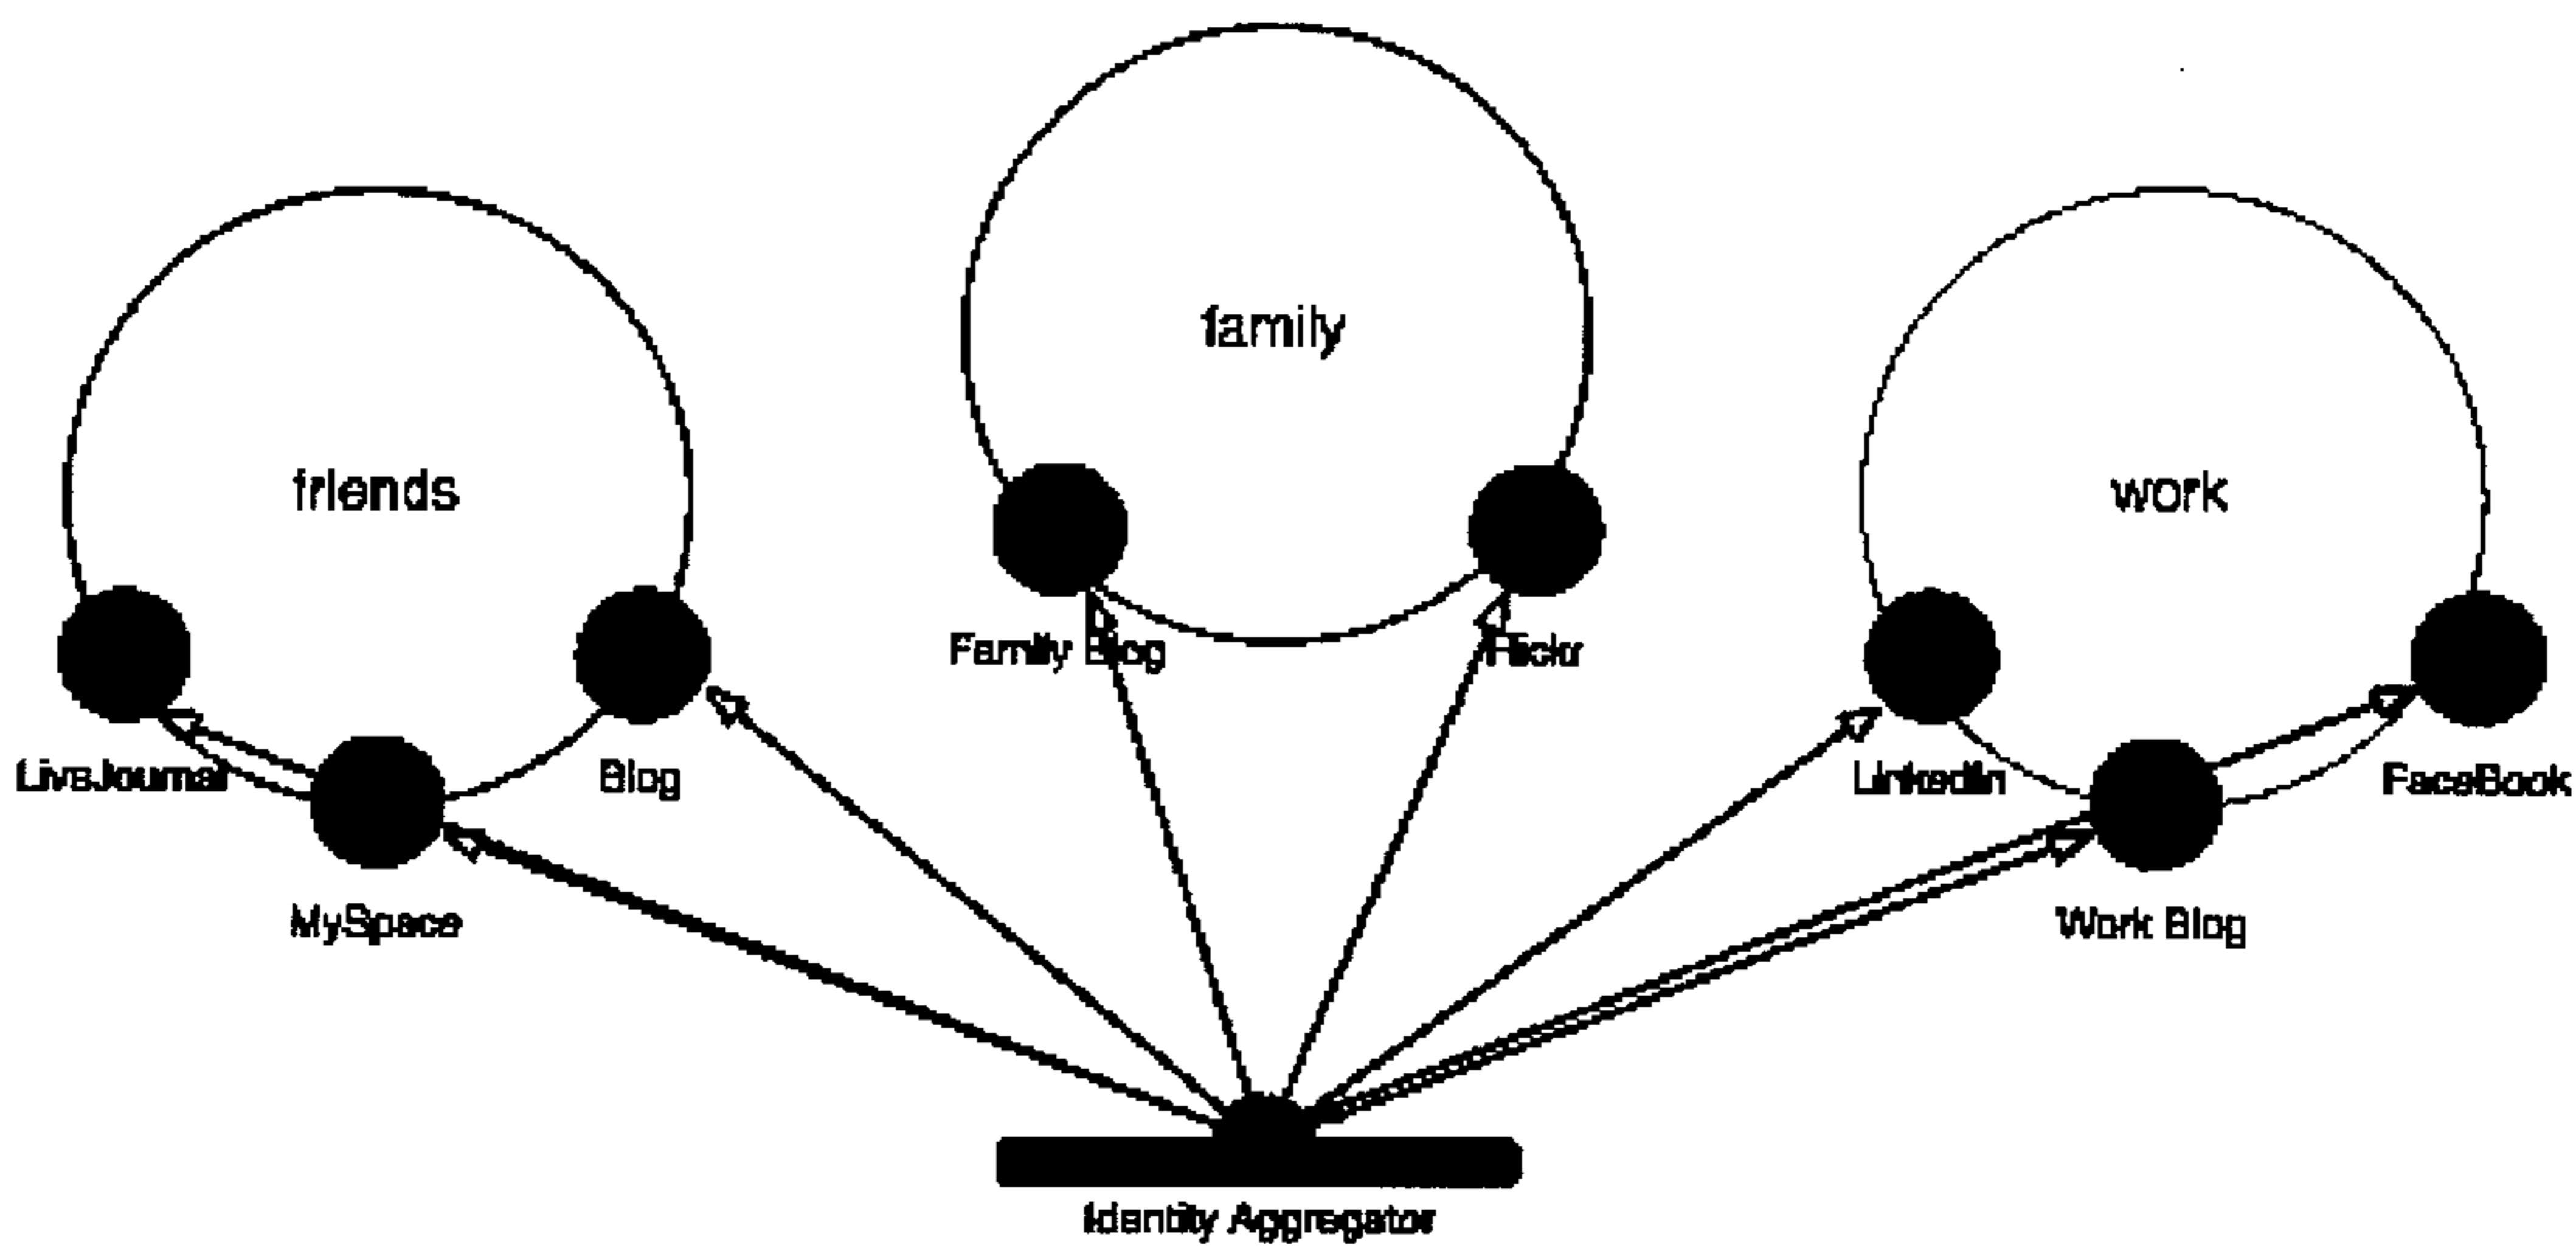 family
friends
work
Family Blog
Flickr
LiveJournal
Blog
LinkedIn
FaceBook
MySpace
Work Blog
Identity Aggregator